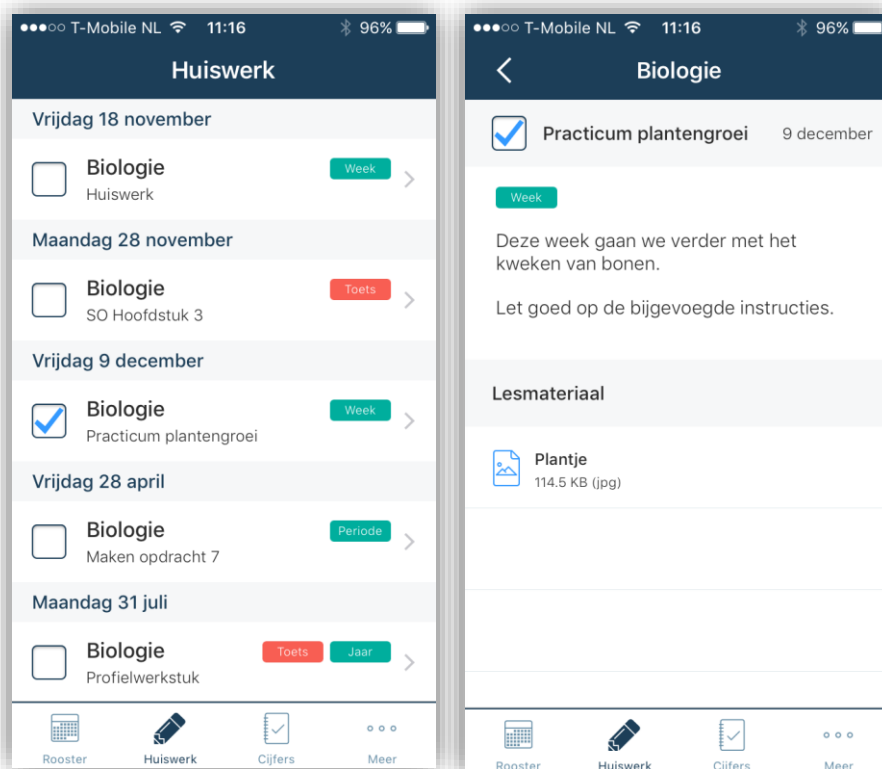 T-Mobile NL 11:16 96%
Huiswerk
Vrijdag 18 november
Biologie
Week
Huiswerk
Maandag 28 november
Biologie
Toets
SO Hoofdstuk 3
Vrijdag 9 december
Biologie
Week
Practicum plantengroei
Vrijdag 28 april
Biologie
Periode
Maken opdracht 7
Maandag 31 juli
Biologie
Toets Jaar
Profielwerkstuk
Rooster Huiswerk Cijfers Meer
T-Mobile NL 11:16 96%
Biologie
Practicum plantengroei 9 december
Week
Deze week gaan we verder met het
kweken van bonen.
Let goed op de bijgevoegde instructies.
Lesmateriaal
Plantje
114.5 KB (jpg)
Rooster Huiswerk Cijfers Meer